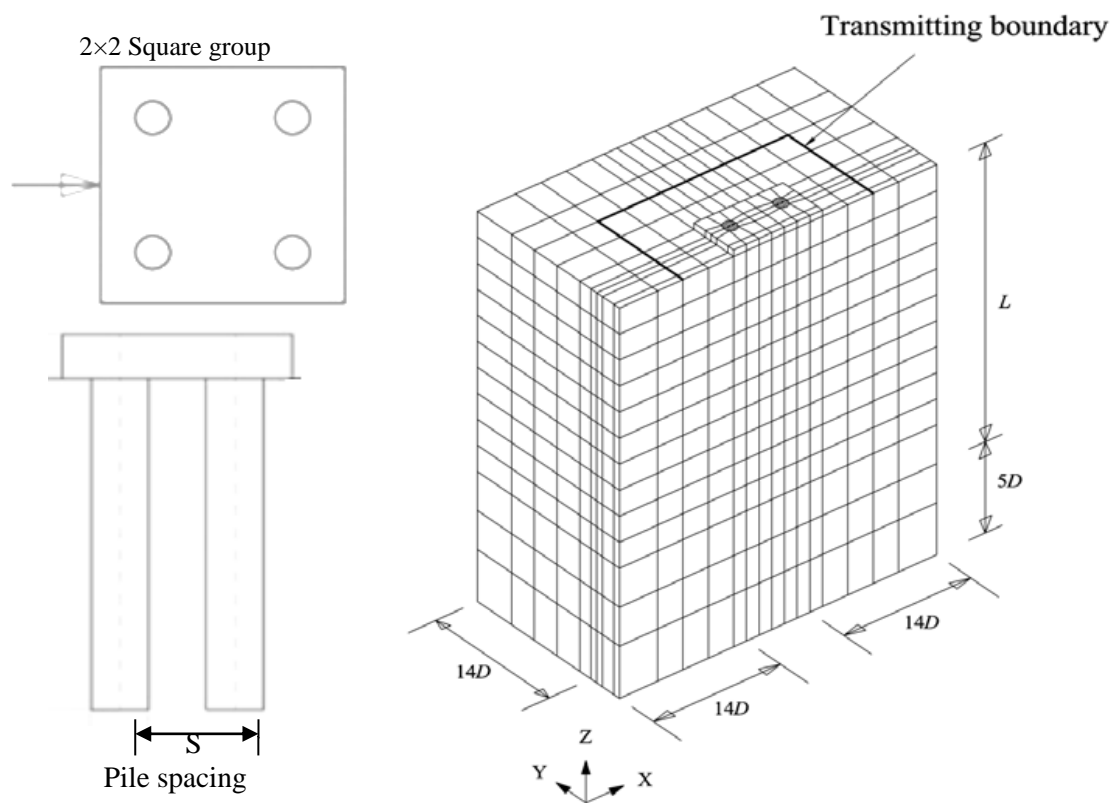 2×2 Square group
S
Pile spacing
Transmitting boundary
L
5D
14D
14D
14D
Z
Y
X